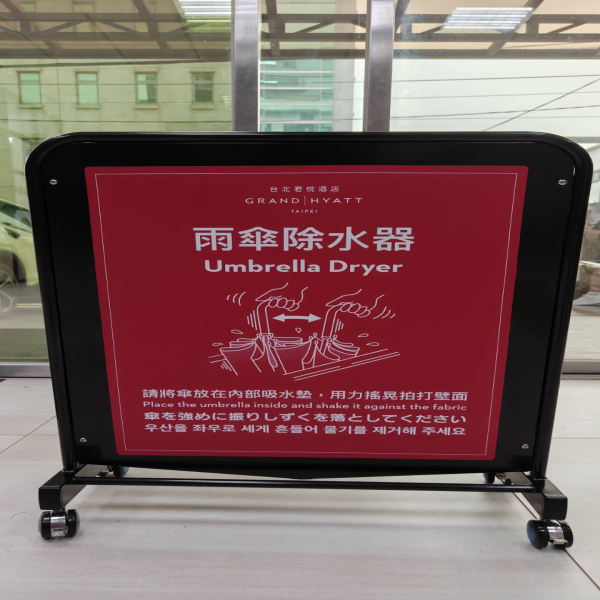 台北君悅酒店
GRAND | HYATT
TAIPEI
雨傘除水器
Umbrella Dryer
請將傘放在內部吸水墊，用力搖晃拍打壁面
Place the umbrella inside and shake it against the fabric
傘を強めに振りしずくを落としてください
우산을 좌우로 세게 흔들어 물기를 제거해 주세요